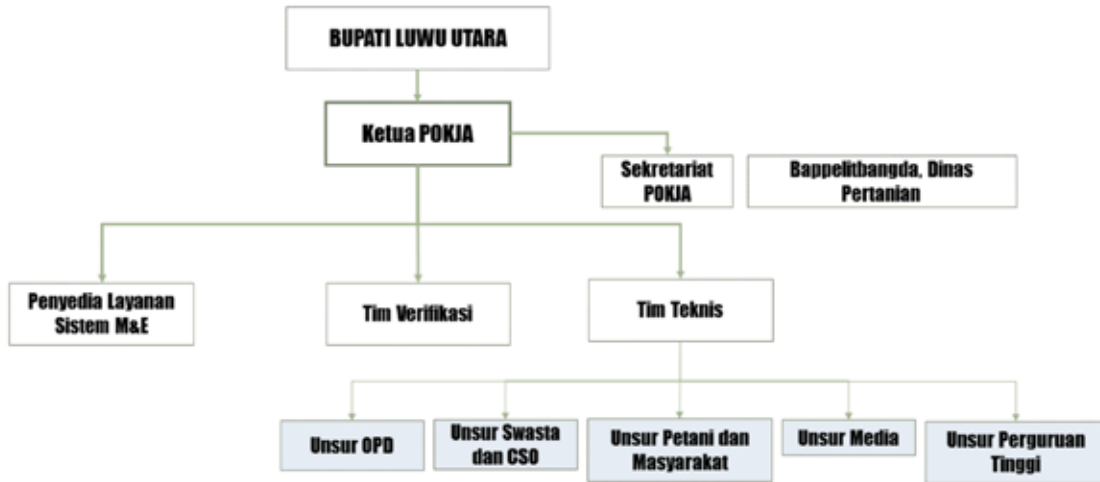 BUPATI LUWU UTARA
Ketua POKJA
Sekretariat
POKJA
Bappelitbangda, Dinas
Pertanian
Penyedia Layanan
Sistem M&E
Tim Verifikasi
Tim Teknis
Unsur OPD
Unsur Swasta
dan CSO
Unsur Petani dan
Masyarakat
Unsur Media
Unsur Perguruan
Tinggi